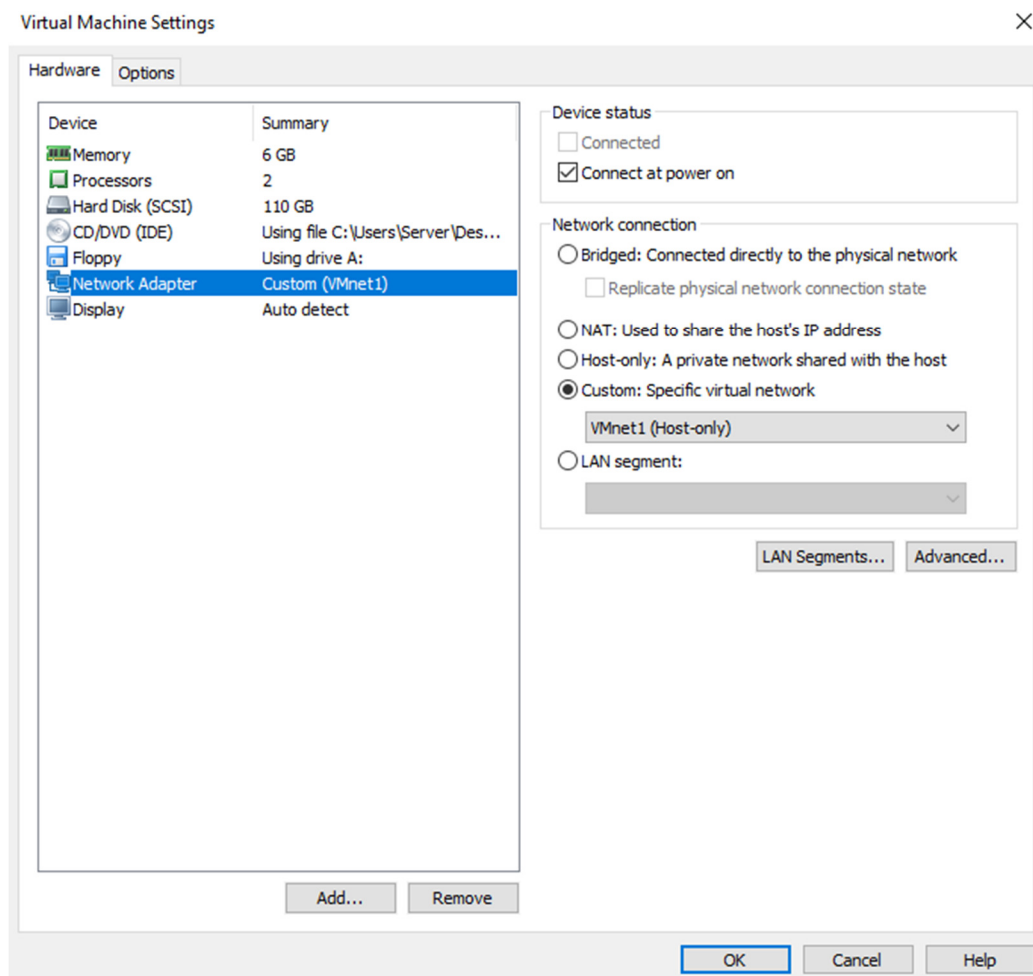 Virtual Machine Settings
Hardware
Options
Device Summary
Memory 6 GB
Processors 2
Hard Disk (SCSI) 110 GB
CD/DVD (IDE) Using file C:\Users\Server\Des...
Floppy Using drive A:
Network Adapter Custom (VMnet1)
Display Auto detect
Add...
Remove
Device status
Connected
Connect at power on
Network connection
Bridged: Connected directly to the physical network
Replicate physical network connection state
NAT: Used to share the host's IP address
Host-only: A private network shared with the host
Custom: Specific virtual network
VMnet1 (Host-only)
LAN segment:
LAN Segments...
Advanced...
OK
Cancel
Help